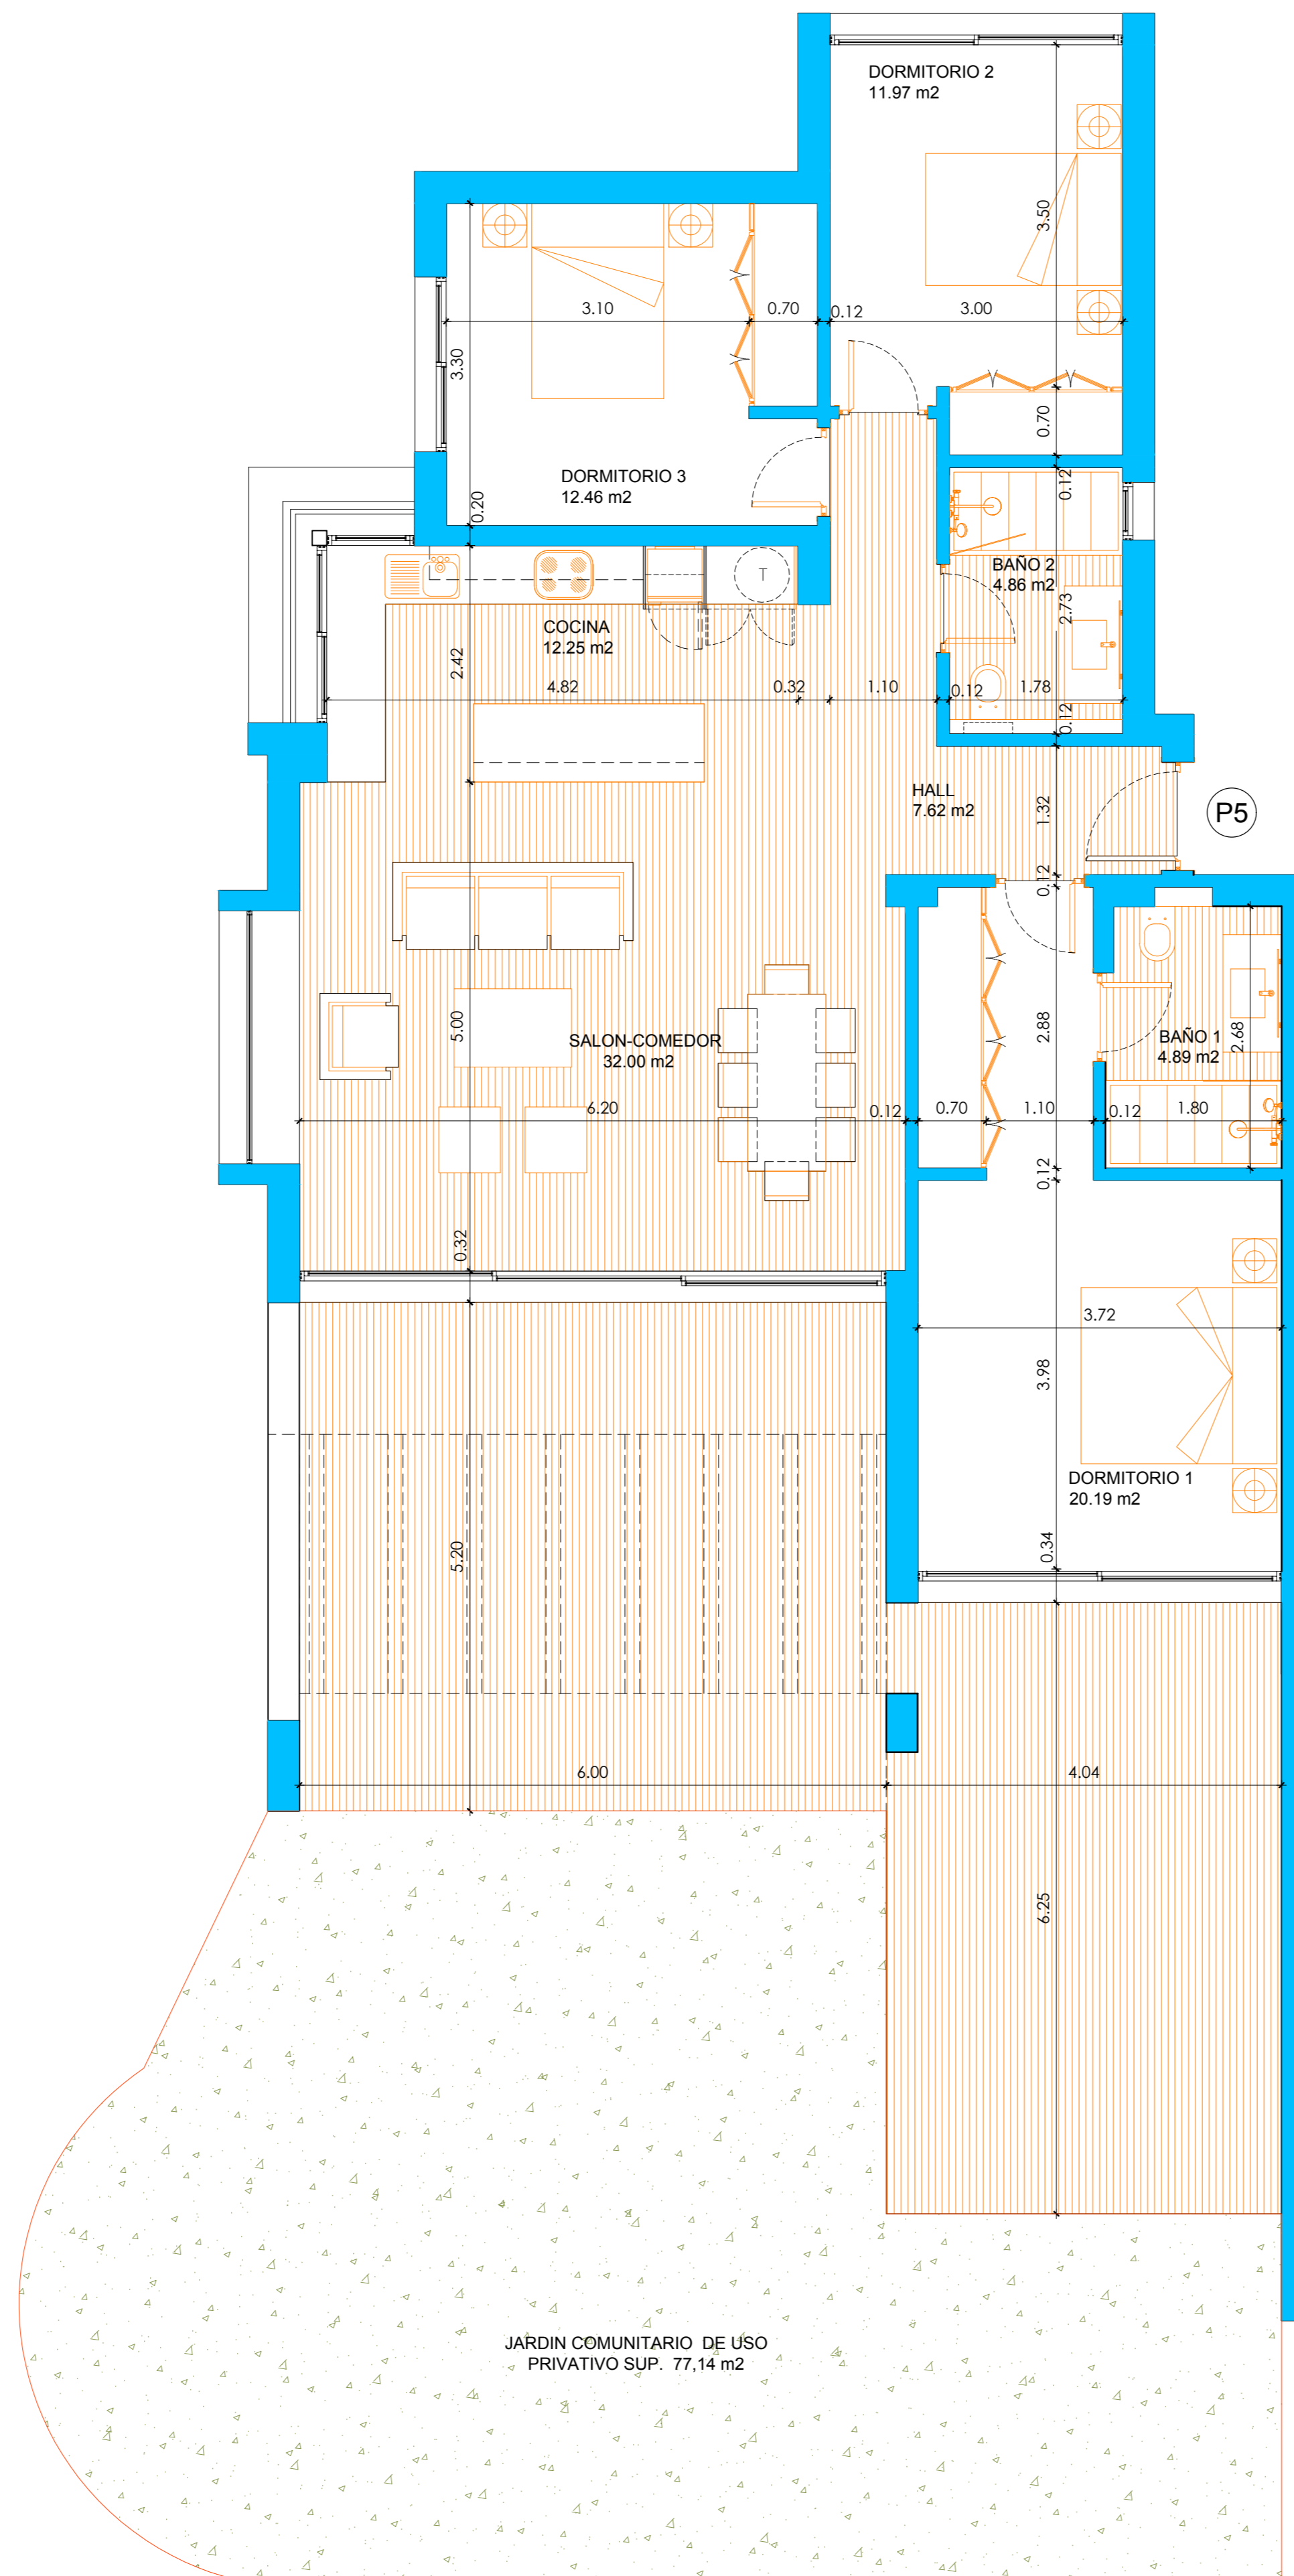 DORMITORIO 2
11.97 m2
3.50
3.10
0.70
0.12
3.00
3.30
0.70
DORMITORIO 3
12.46 m2
0.20
0.12
BAÑO 2
4.86 m2
2.73
COCINA
12.25 m2
2.42
4.82
0.32
1.10
0.12
1.78
0.12
T
HALL
7.62 m2
1.32
P5
0.12
5.00
SALON-COMEDOR
32.00 m2
2.88
BAÑO 1
4.89 m2
2.68
6.20
0.12
0.70
1.10
0.12
1.80
0.12
0.32
3.72
3.98
DORMITORIO 1
20.19 m2
0.34
5.20
6.00
4.04
6.25
JARDIN COMUNITARIO DE USO
PRIVATIVO SUP. 77,14 m2